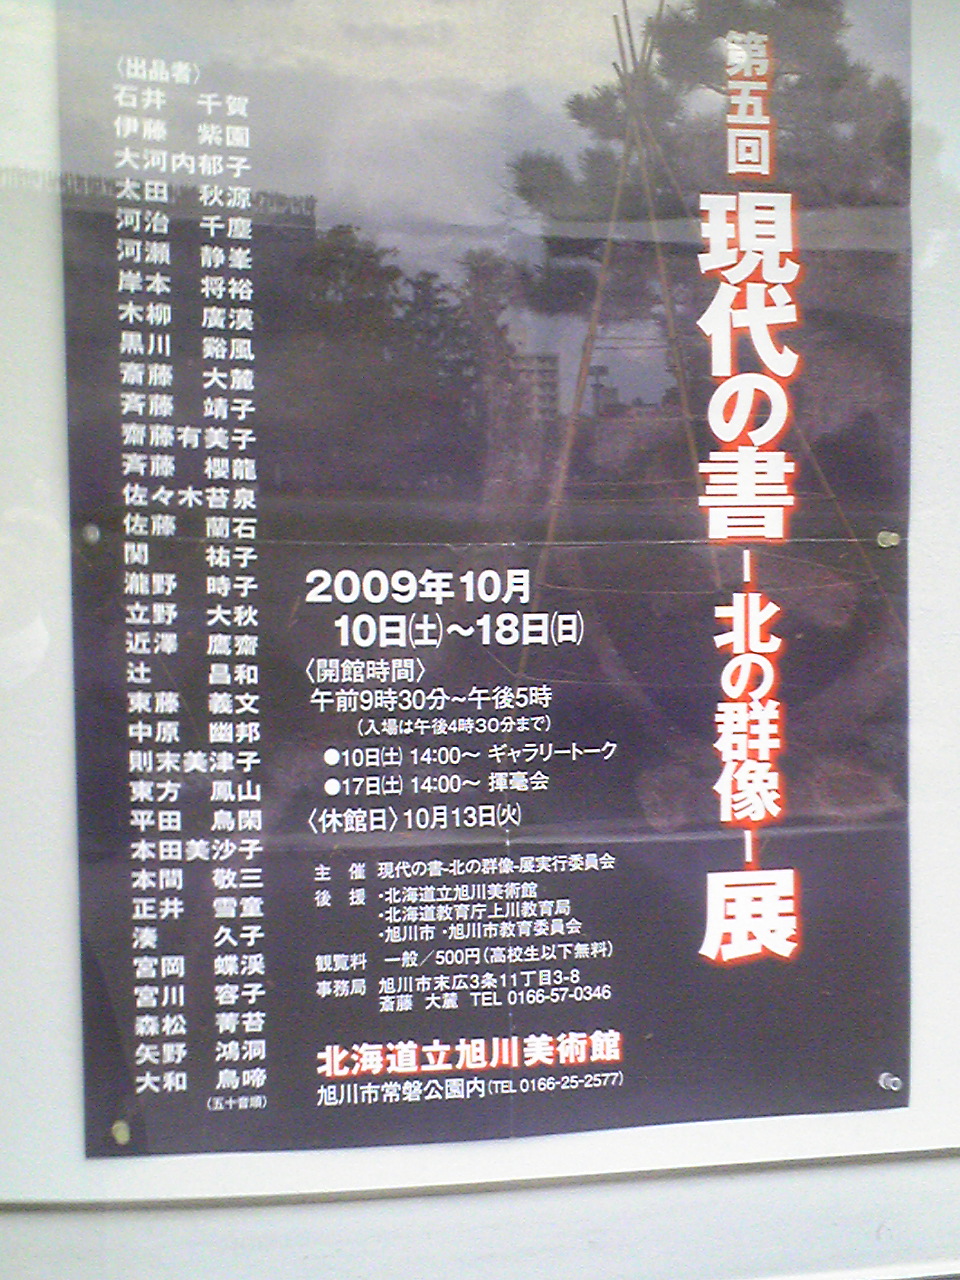 第五回
現代の書
-北の群像-
展
〈出品者〉
石井 千賀
伊藤 紫園
大河内郁子
太田 秋源
河治 千塵
河瀬 静峯
岸本 将裕
木柳 廣漠
黒川 谿風
斎藤 大麓
斉藤 靖子
齋藤有美子
斉藤 櫻龍
佐々木苔泉
佐藤 蘭石
関 祐子
瀧野 時子
立野 大秋
近澤 鷹齋
辻 昌和
東藤 義文
中原 幽邦
則末美津子
東方 鳳山
平田 鳥閑
本田美沙子
本間 敬三
正井 雪童
湊 久子
宮岡 蝶渓
宮川 容子
森松 菁苔
矢野 鴻洞
大和 鳥啼
(五十音順)
2009年10月
10日(土)～18日(日)
〈開館時間〉
午前9時30分～午後5時
(入場は午後4時30分まで)
●10日(土) 14:00～ ギャラリートーク
●17日(土) 14:00～ 揮毫会
〈休館日〉10月13日(火)
主催 現代の書-北の群像-展実行委員会
後援 ・北海道立旭川美術館
・北海道教育庁上川教育局
・旭川市 ・旭川市教育委員会
観覧料 一般／500円(高校生以下無料)
事務局 旭川市末広3条11丁目3-8
斎藤 大麓 TEL 0166-57-0346
北海道立旭川美術館
旭川市常磐公園内(TEL 0166-25-2577)